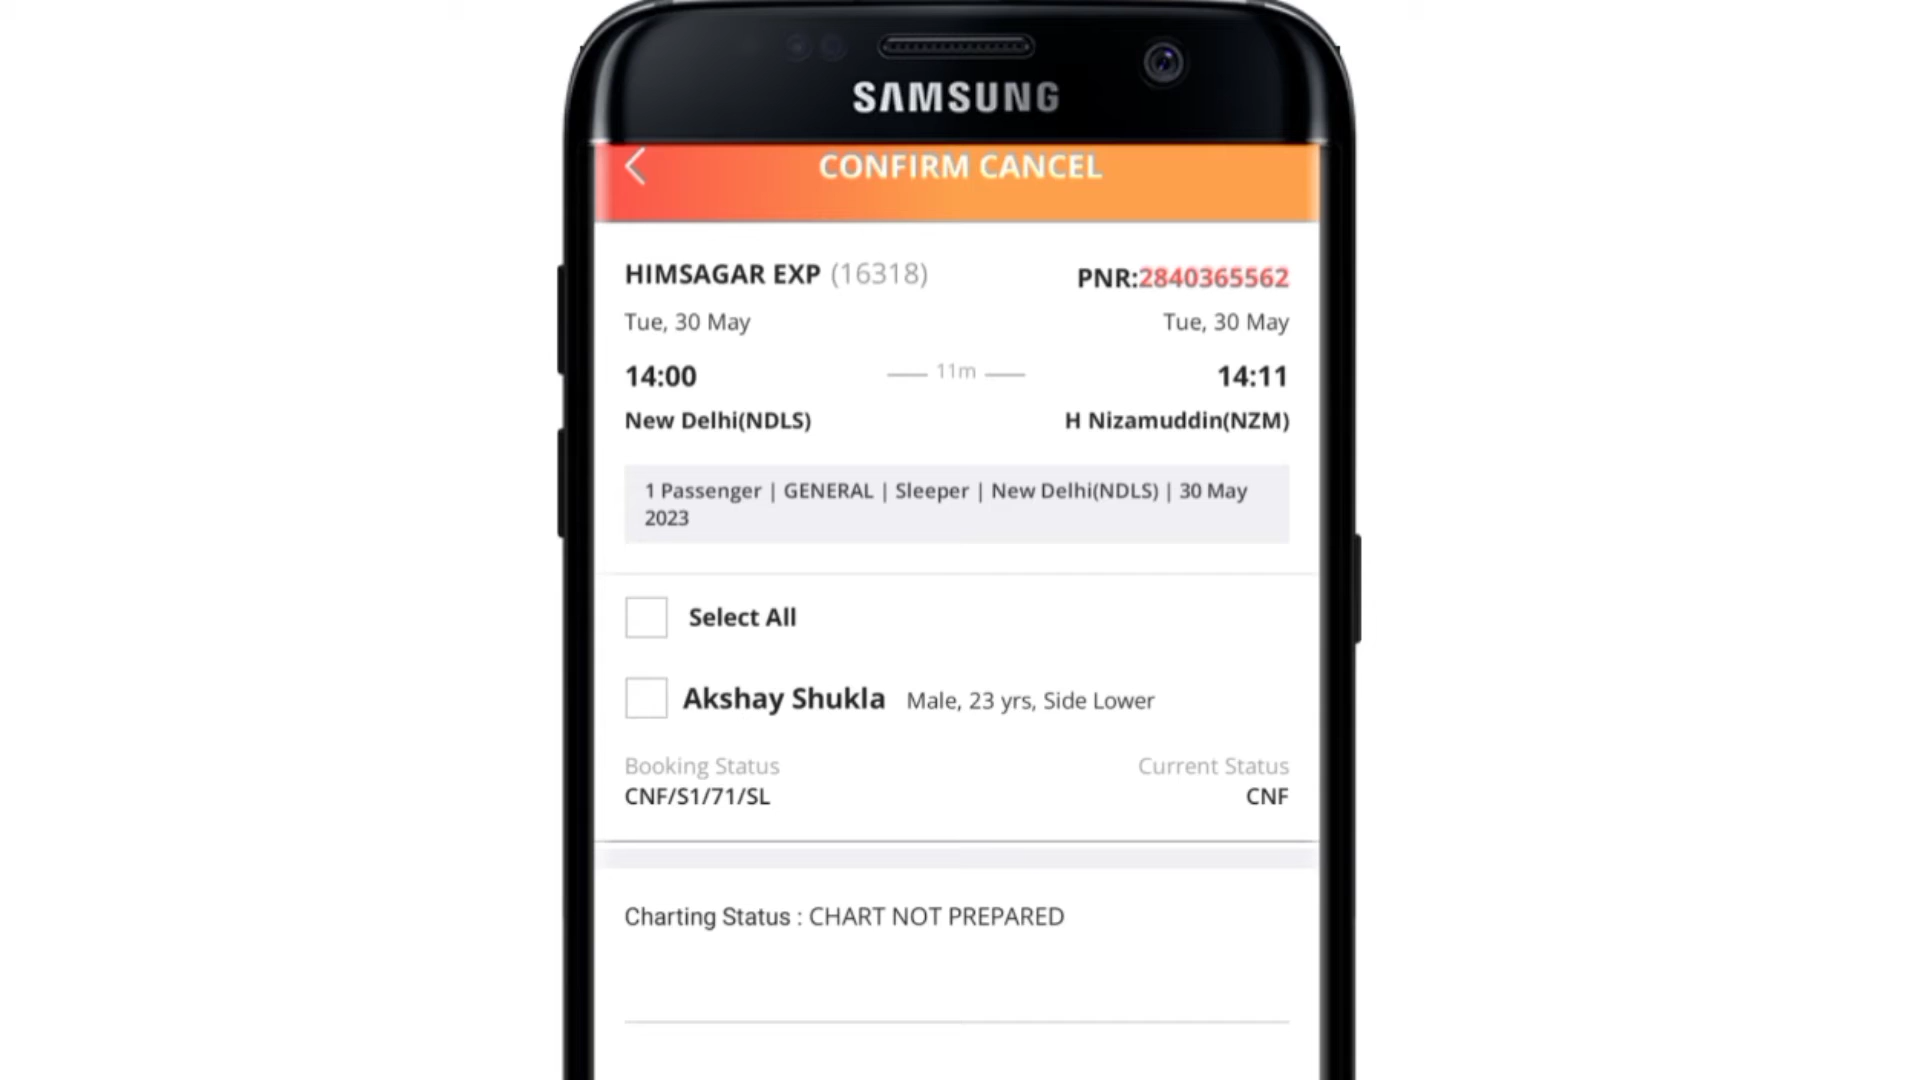 SAMSUNG
CONFIRM CANCEL
HIMSAGAR EXP (16318)
PNR:2840365562
Tue, 30 May
Tue, 30 May
14:00
11m
14:11
New Delhi(NDLS)
H Nizamuddin(NZM)
1 Passenger | GENERAL | Sleeper | New Delhi(NDLS) | 30 May
2023
Select All
Akshay Shukla Male, 23 yrs, Side Lower
Booking Status
Current Status
CNF/S1/71/SL
CNF
Charting Status : CHART NOT PREPARED